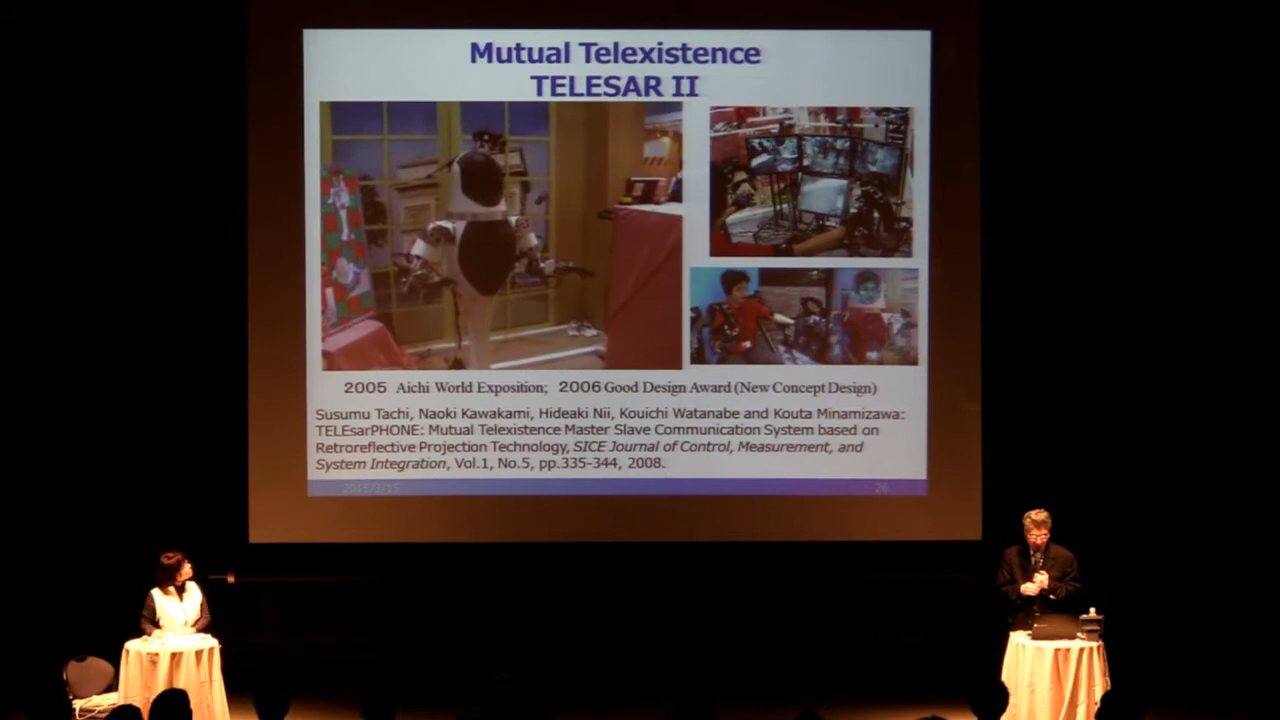 Mutual Telexistence
TELESAR II
2005 Aichi World Exposition; 2006 Good Design Award (New Concept Design)
Susumu Tachi, Naoki Kawakami, Hideaki Nii, Kouichi Watanabe and Kouta Minamizawa:
TELEsarPHONE: Mutual Telexistence Master Slave Communication System based on
Retroreflective Projection Technology, SICE Journal of Control, Measurement, and
System Integration, Vol.1, No.5, pp.335-344, 2008.
26